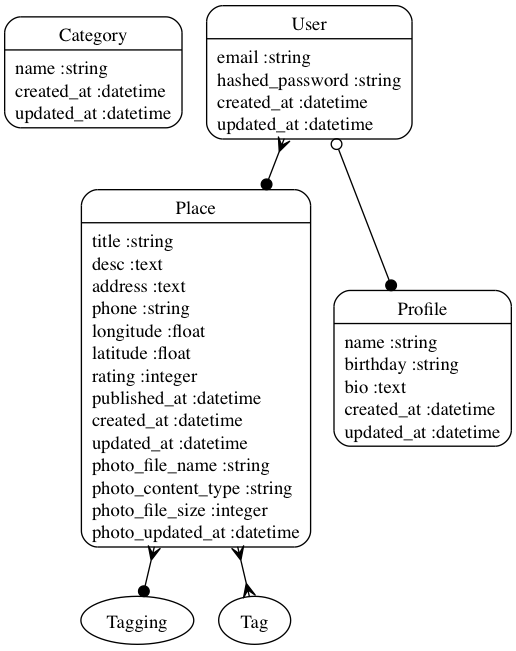 Category
name :string
created_at :datetime
updated_at :datetime
User
email :string
hashed_password :string
created_at :datetime
updated_at :datetime
Place
title :string
desc :text
address :text
phone :string
longitude :float
latitude :float
rating :integer
published_at :datetime
created_at :datetime
updated_at :datetime
photo_file_name :string
photo_content_type :string
photo_file_size :integer
photo_updated_at :datetime
Profile
name :string
birthday :string
bio :text
created_at :datetime
updated_at :datetime
Tagging
Tag